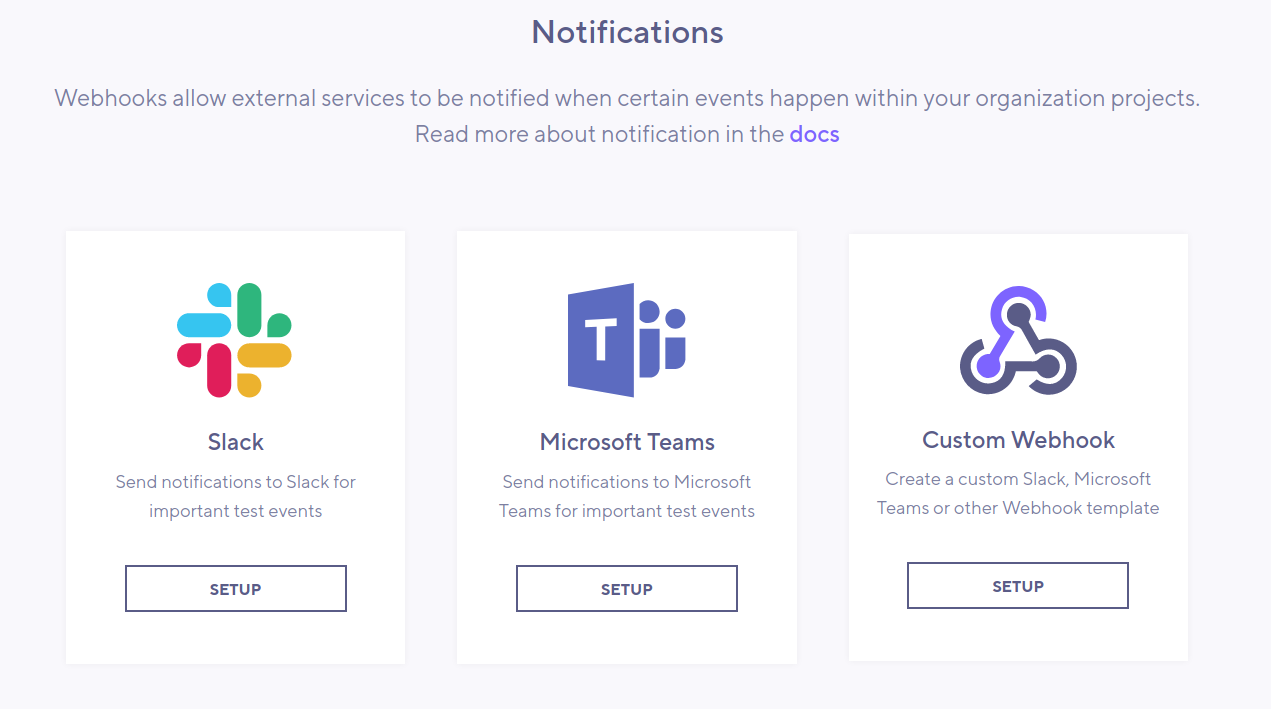 Notifications
Webhooks allow external services to be notified when certain events happen within your organization projects.
Read more about notification in the docs
T
Slack
Send notifications to Slack for
important test events
SETUP
Microsoft Teams
Send notifications to Microsoft
Teams for important test events
SETUP
Custom Webhook
Create a custom Slack, Microsoft
Teams or other Webhook template
SETUP